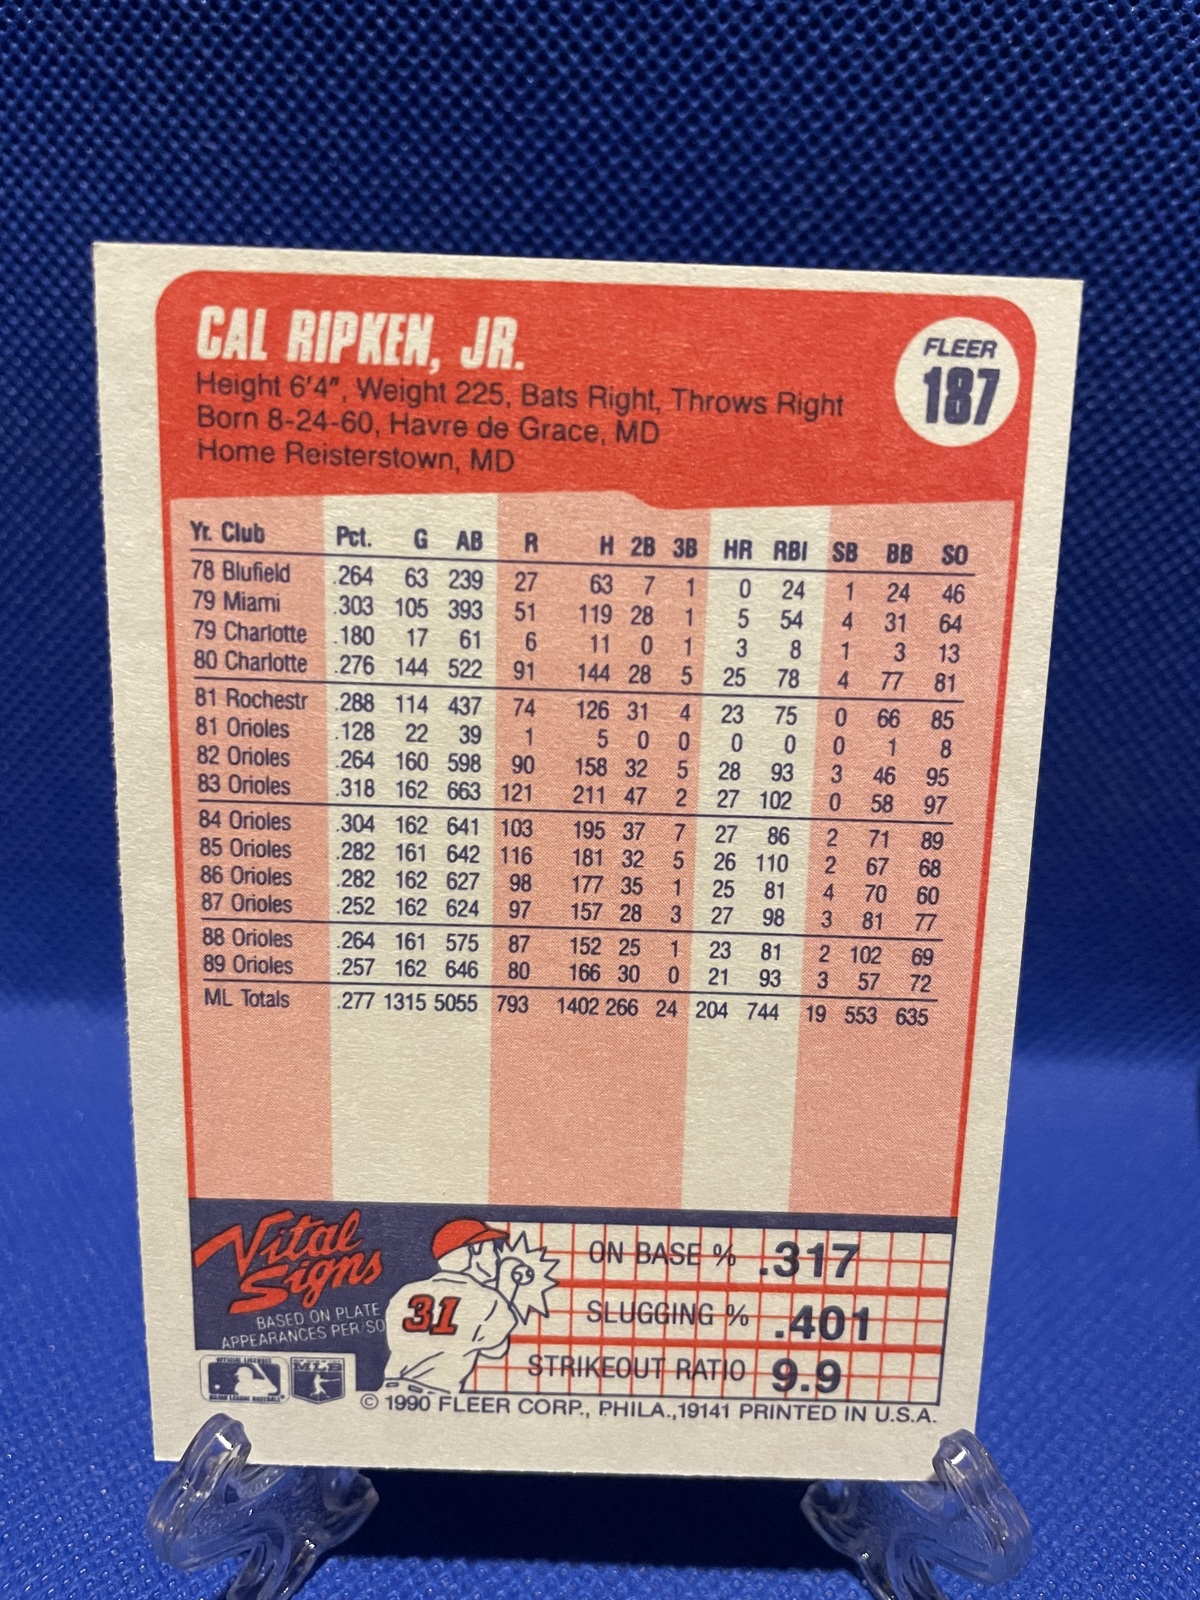 CAL RIPKEN, JR.
Height 6'4", Weight 225, Bats Right, Throws Right
Born 8-24-60, Havre de Grace, MD
Home Reisterstown, MD
FLEER
187
Yr. Club Pct. G AB R H 2B 3B HR RBI SB BB SO
78 Blufield .264 63 239 27 63 7 1 0 24 1 24 46
79 Miami .303 105 393 51 119 28 1 5 54 4 31 64
79 Charlotte .180 17 61 6 11 0 1 3 8 1 3 13
80 Charlotte .276 144 522 91 144 28 5 25 78 4 77 81
81 Rochestr .288 114 437 74 126 31 4 23 75 0 66 85
81 Orioles .128 22 39 1 5 0 0 0 0 0 1 8
82 Orioles .264 160 598 90 158 32 5 28 93 3 46 95
83 Orioles .318 162 663 121 211 47 2 27 102 0 58 97
84 Orioles .304 162 641 103 195 37 7 27 86 2 71 89
85 Orioles .282 161 642 116 181 32 5 26 110 2 67 68
86 Orioles .282 162 627 98 177 35 1 25 81 4 70 60
87 Orioles .252 162 624 97 157 28 3 27 98 3 81 77
88 Orioles .264 161 575 87 152 25 1 23 81 2 102 69
89 Orioles .257 162 646 80 166 30 0 21 93 3 57 72
ML Totals .277 1315 5055 793 1402 266 24 204 744 19 553 635
Vital
Signs
BASED ON PLATE
APPEARANCES PER/SO
31
ON BASE % .317
SLUGGING % .401
STRIKEOUT RATIO 9.9
MLB
© 1990 FLEER CORP., PHILA.,19141 PRINTED IN U.S.A.